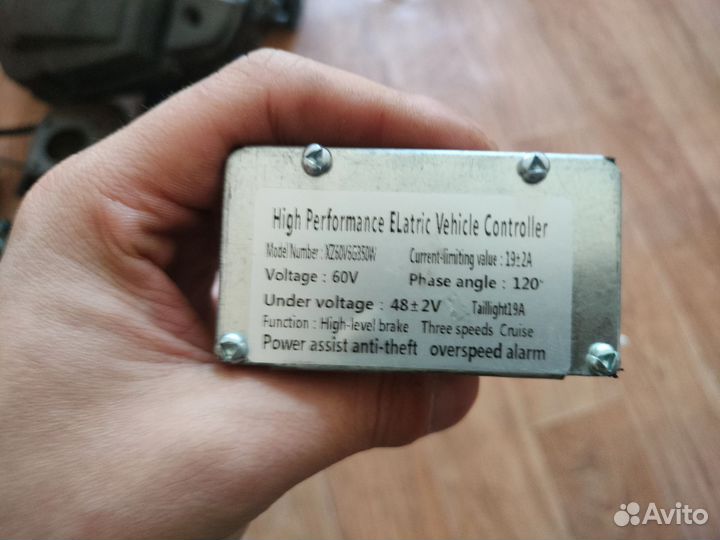 High Performance ELatric Vehicle Controller
Model Number : XZ60V6G350W Current-limiting value : 19±2A
Voltage : 60V Phase angle : 120°
Under voltage : 48±2V Taillight19A
Function : High-level brake Three speeds Cruise
Power assist anti-theft overspeed alarm
Avito